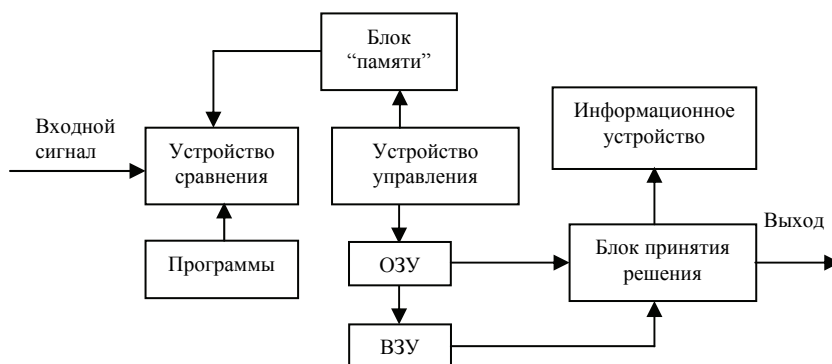 Блок
“памяти”
Входной
сигнал
Устройство
сравнения
Устройство
управления
Информационное
устройство
Программы
ОЗУ
Блок принятия
решения
Выход
ВЗУ